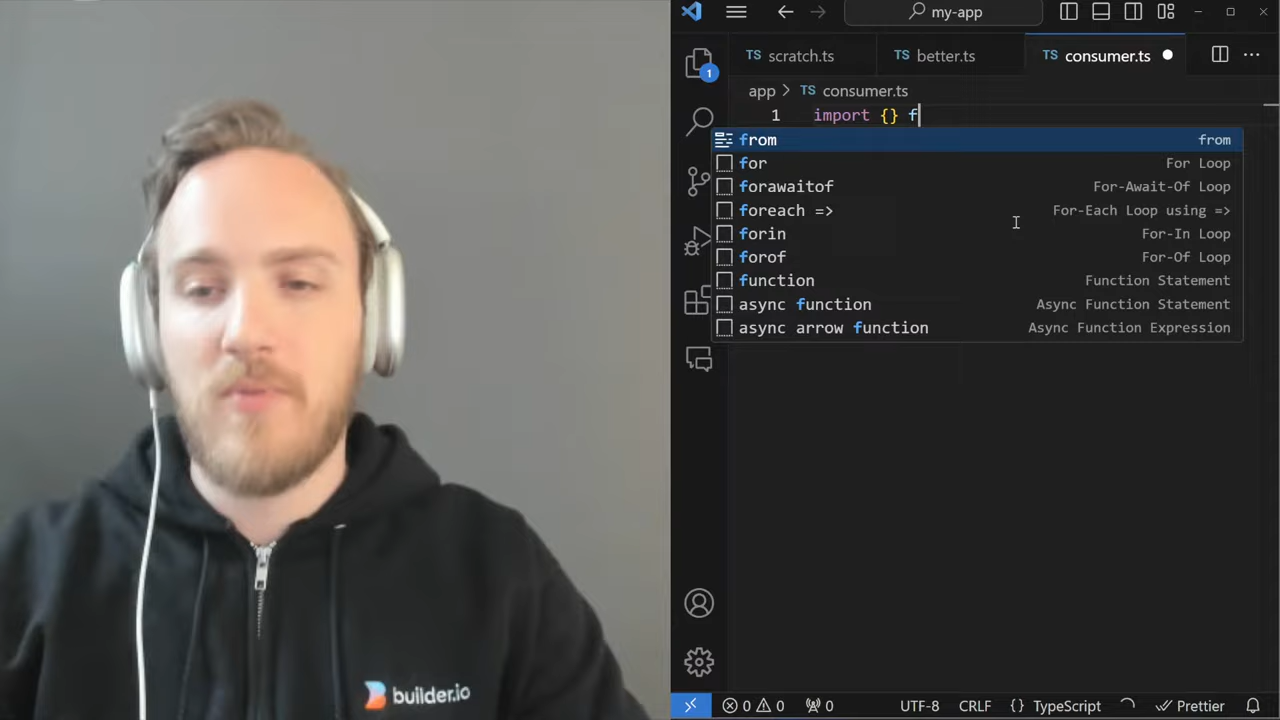 my-app
TS scratch.ts
TS better.ts
TS consumer.ts
1
app > TS consumer.ts
1 import {} f
from from
for For Loop
forawaitof For-Await-Of Loop
foreach => For-Each Loop using =>
forin For-In Loop
forof For-Of Loop
function Function Statement
async function Async Function Statement
async arrow function Async Function Expression
builder.io
0 0 0 UTF-8 CRLF {} TypeScript Prettier